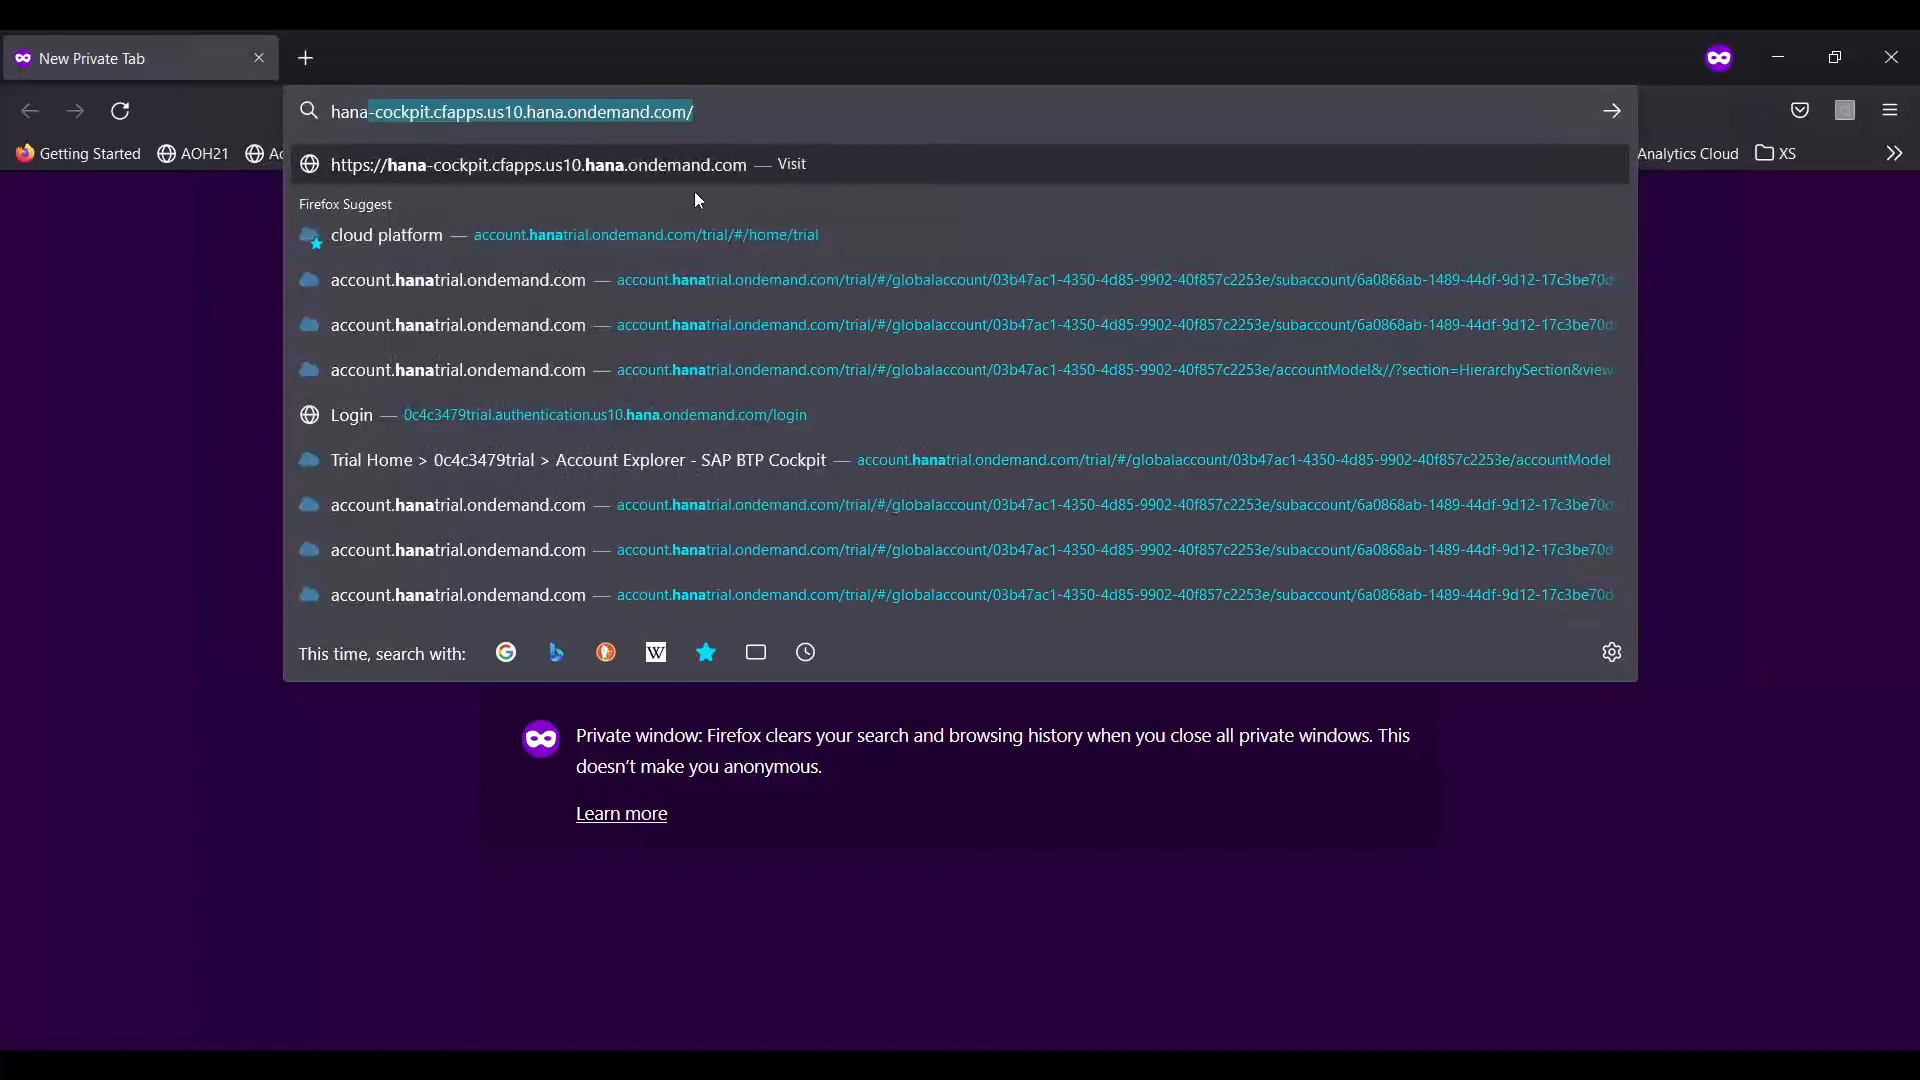 New Private Tab
hana-cockpit.cfapps.us10.hana.ondemand.com/
Getting Started AOH21 Ac Analytics Cloud XS
https://hana-cockpit.cfapps.us10.hana.ondemand.com — Visit
Firefox Suggest
cloud platform — account.hanatrial.ondemand.com/trial/#/home/trial
account.hanatrial.ondemand.com — account.hanatrial.ondemand.com/trial/#/globalaccount/03b47ac1-4350-4d85-9902-40f857c2253e/subaccount/6a0868ab-1489-44df-9d12-17c3be70d
account.hanatrial.ondemand.com — account.hanatrial.ondemand.com/trial/#/globalaccount/03b47ac1-4350-4d85-9902-40f857c2253e/subaccount/6a0868ab-1489-44df-9d12-17c3be70d
account.hanatrial.ondemand.com — account.hanatrial.ondemand.com/trial/#/globalaccount/03b47ac1-4350-4d85-9902-40f857c2253e/accountModel&//?section=HierarchySection&view
Login — 0c4c3479trial.authentication.us10.hana.ondemand.com/login
Trial Home > 0c4c3479trial > Account Explorer - SAP BTP Cockpit — account.hanatrial.ondemand.com/trial/#/globalaccount/03b47ac1-4350-4d85-9902-40f857c2253e/accountModel
account.hanatrial.ondemand.com — account.hanatrial.ondemand.com/trial/#/globalaccount/03b47ac1-4350-4d85-9902-40f857c2253e/subaccount/6a0868ab-1489-44df-9d12-17c3be70d
account.hanatrial.ondemand.com — account.hanatrial.ondemand.com/trial/#/globalaccount/03b47ac1-4350-4d85-9902-40f857c2253e/subaccount/6a0868ab-1489-44df-9d12-17c3be70d
account.hanatrial.ondemand.com — account.hanatrial.ondemand.com/trial/#/globalaccount/03b47ac1-4350-4d85-9902-40f857c2253e/subaccount/6a0868ab-1489-44df-9d12-17c3be70d
This time, search with: G b W
Private window: Firefox clears your search and browsing history when you close all private windows. This
doesn't make you anonymous.
Learn more